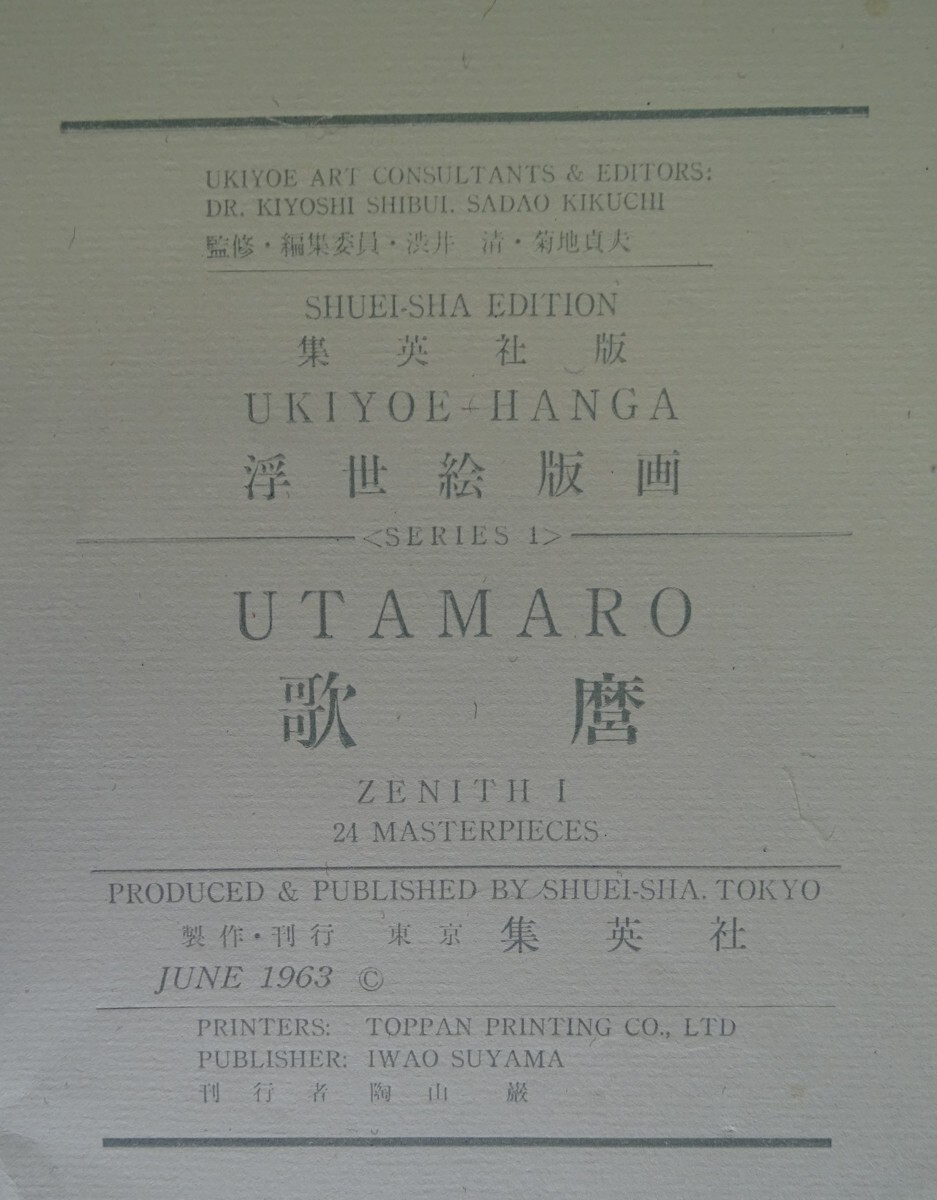 UKIYOE ART CONSULTANTS & EDITORS:
DR. KIYOSHI SHIBUI. SADAO KIKUCHI
監修・編集委員・渋井 清・菊地貞夫
SHUEI-SHA EDITION
集英社版
UKIYOE+HANGA
浮世絵版画
<SERIES 1>
UTAMARO
歌麿
ZENITH I
24 MASTERPIECES
PRODUCED & PUBLISHED BY SHUEI-SHA. TOKYO
製作・刊行 東京 集英社
JUNE 1963 ©
PRINTERS: TOPPAN PRINTING CO., LTD
PUBLISHER: IWAO SUYAMA
刊行者 陶山 巌